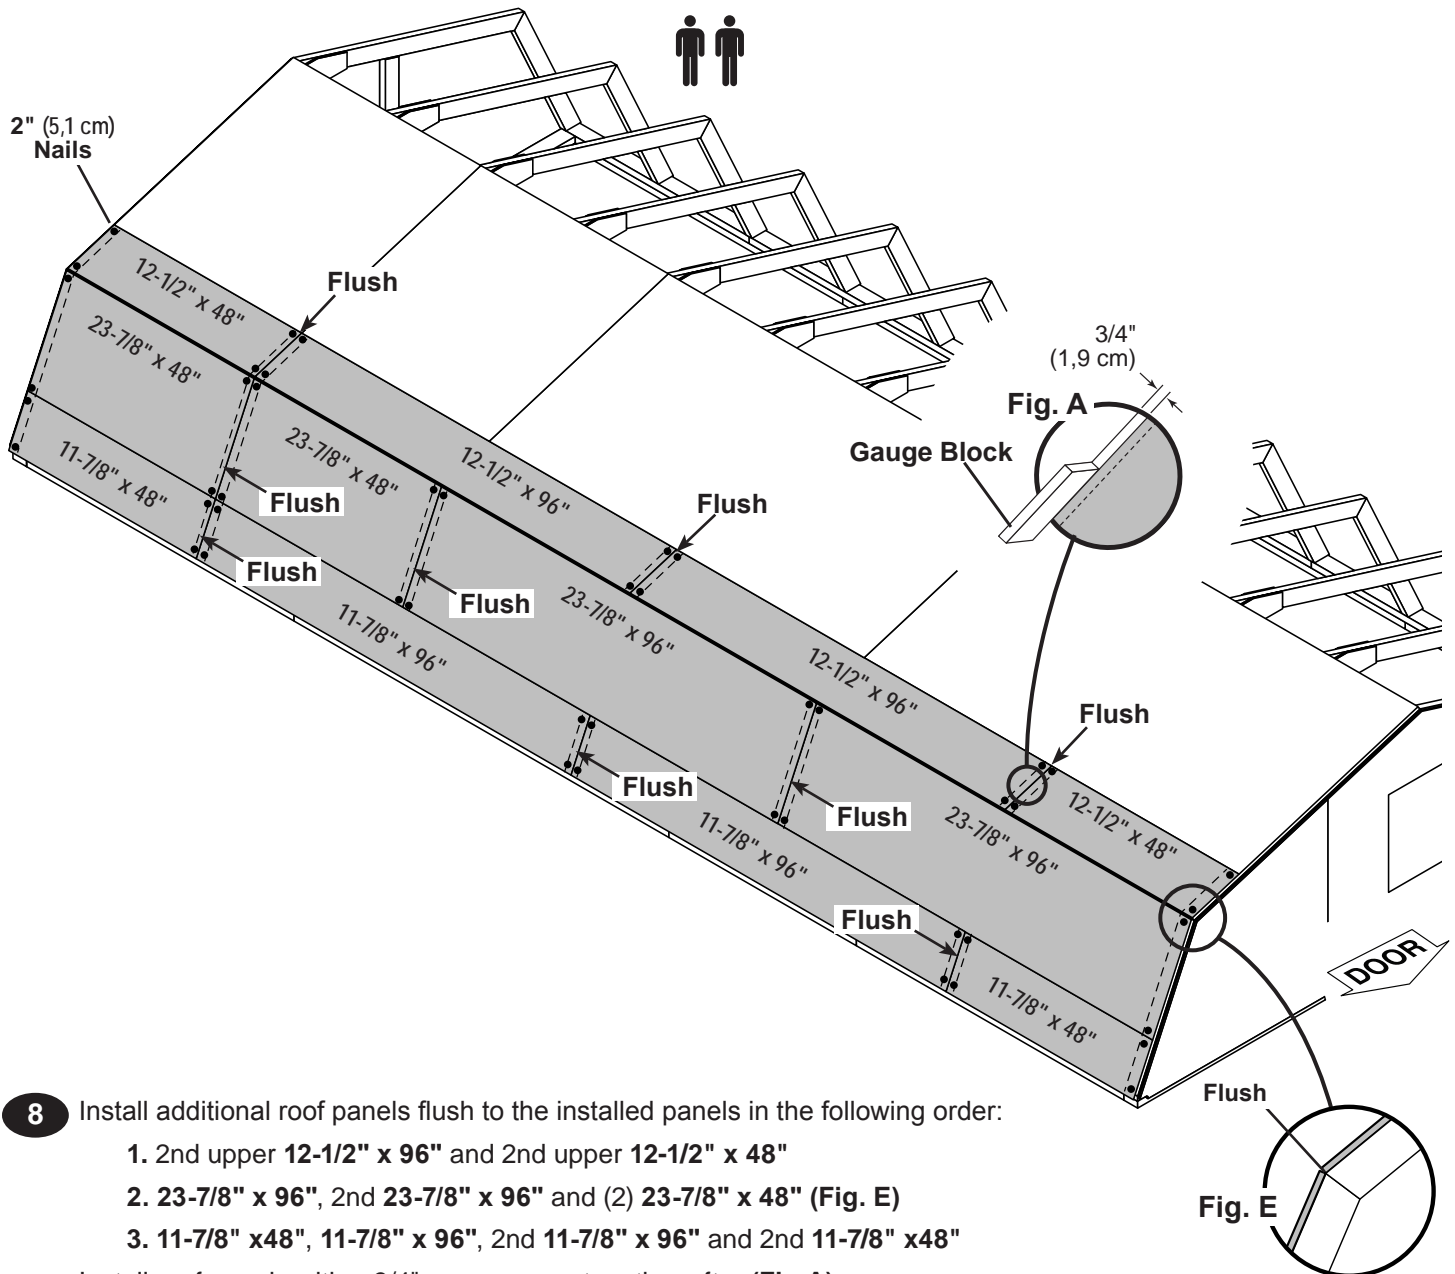 2" (5,1 cm)
Nails
12-1/2" x 48"
Flush
23-7/8" x 48"
3/4"
(1,9 cm)
Fig. A
Gauge Block
23-7/8" x 48"
12-1/2" x 96"
11-7/8" x 48"
Flush
Flush
Flush
Flush
23-7/8" x 96"
11-7/8" x 96"
12-1/2" x 96"
Flush
Flush
Flush
12-1/2" x 48"
23-7/8" x 96"
11-7/8" x 96"
Flush
DOOR
11-7/8" x 48"
Flush
Fig. E
8 Install additional roof panels flush to the installed panels in the following order:
1. 2nd upper 12-1/2" x 96" and 2nd upper 12-1/2" x 48"
2. 23-7/8" x 96", 2nd 23-7/8" x 96" and (2) 23-7/8" x 48" (Fig. E)
3. 11-7/8" x48", 11-7/8" x 96", 2nd 11-7/8" x 96" and 2nd 11-7/8" x48"